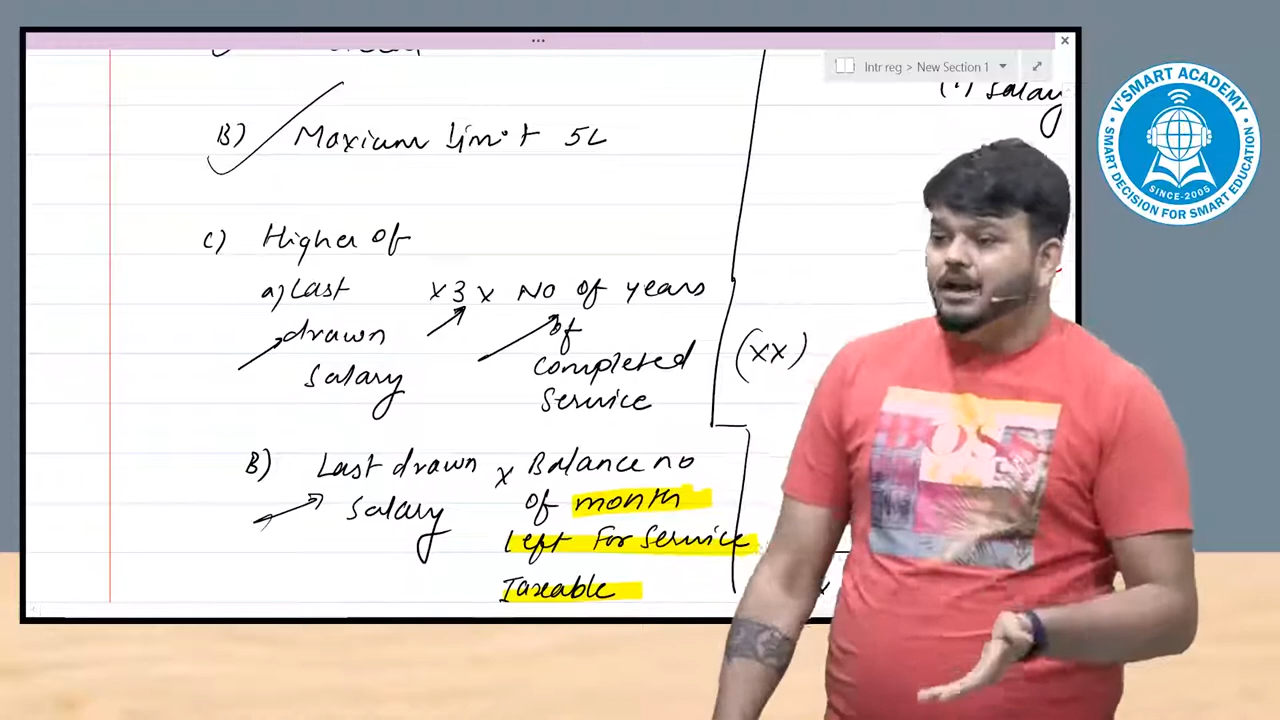 Intr reg > New Section 1
(1) Salary
B) Maxium limit 5L
C) Higher of
a) Last x 3 x No of years
drawn of
Salary completed
Service
(xx)
B) Last drawn x Balance no
Salary of month
left for Service
Taxable
V'SMART ACADEMY
SINCE-2005
SMART DECISION FOR SMART EDUCATION